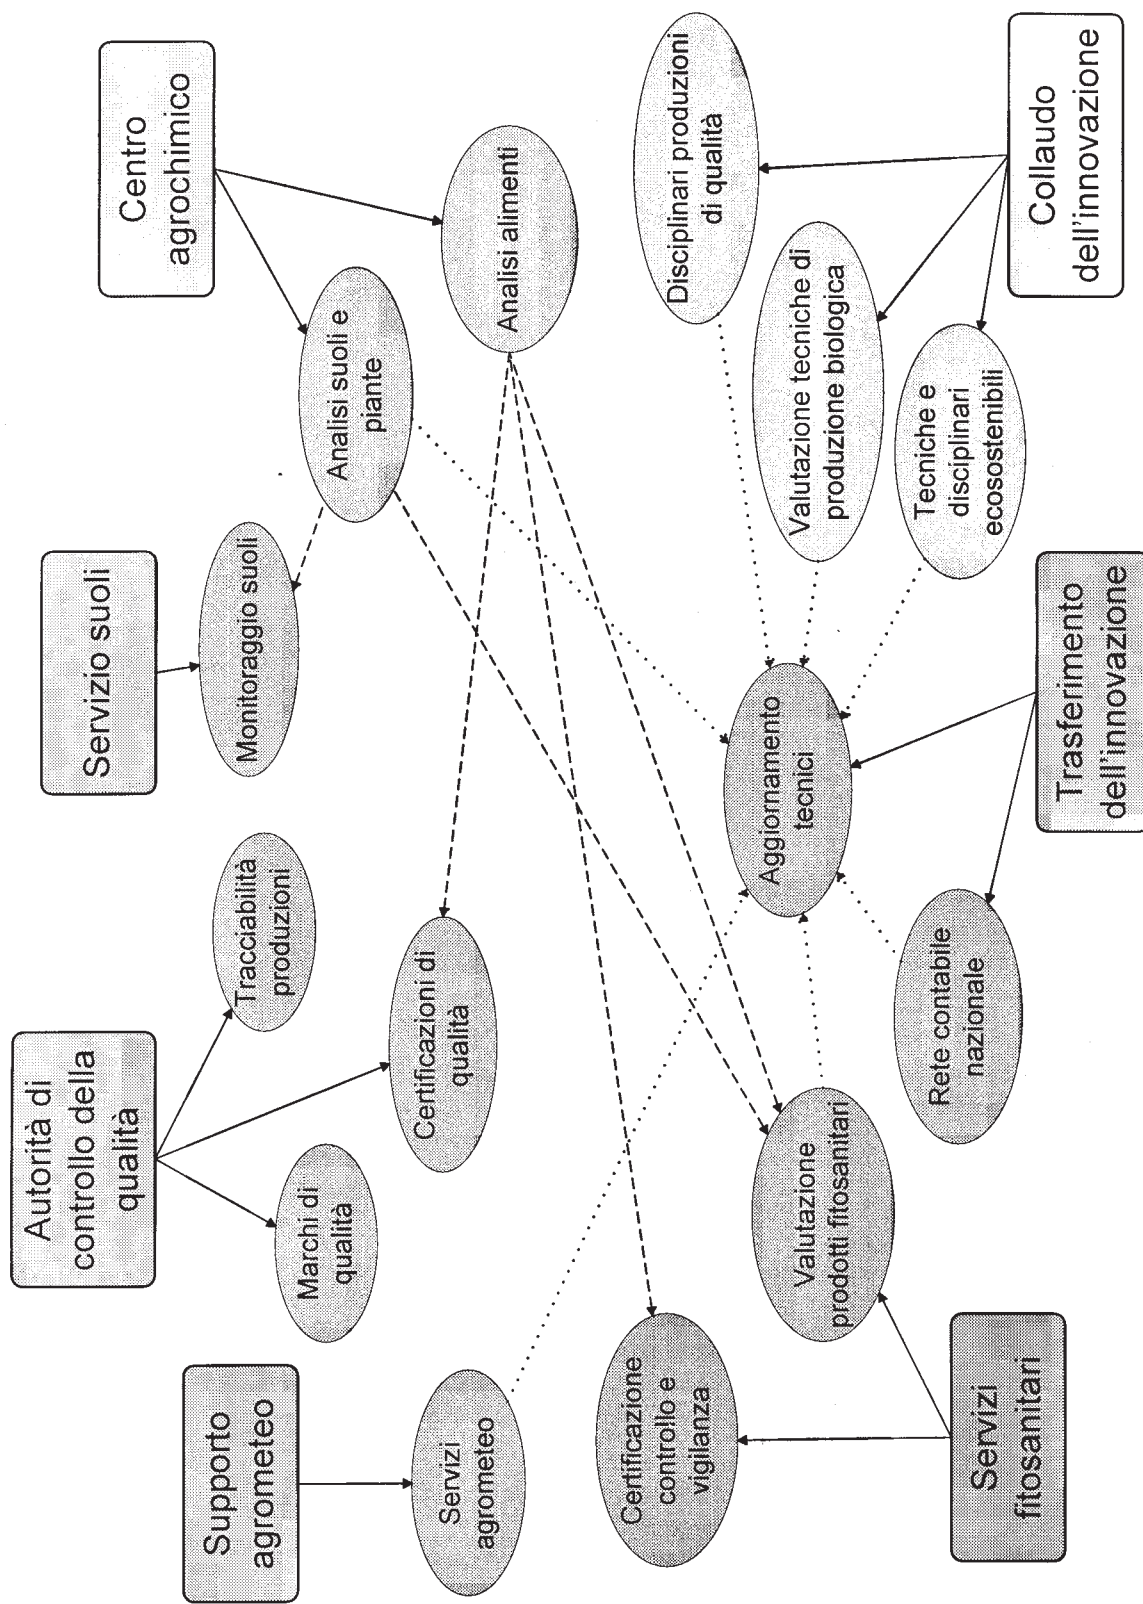 Supporto
agrometeo
Autorità di
controllo della
qualità
Servizio suoli
Centro
agrochimico
Marchi di
qualità
Tracciabilità
produzioni
Monitoraggio suoli
Analisi suoli e
piante
Servizi
agrometeo
Certificazioni di
qualità
Analisi alimenti
Certificazione
controllo e
vigilanza
Valutazione
prodotti fitosanitari
Aggiornamento
tecnici
Disciplinari produzioni
di qualità
Valutazione tecniche di
produzione biologica
Rete contabile
nazionale
Tecniche e
disciplinari
ecosostenibili
Servizi
fitosanitari
Trasferimento
dell'innovazione
Collaudo
dell'innovazione